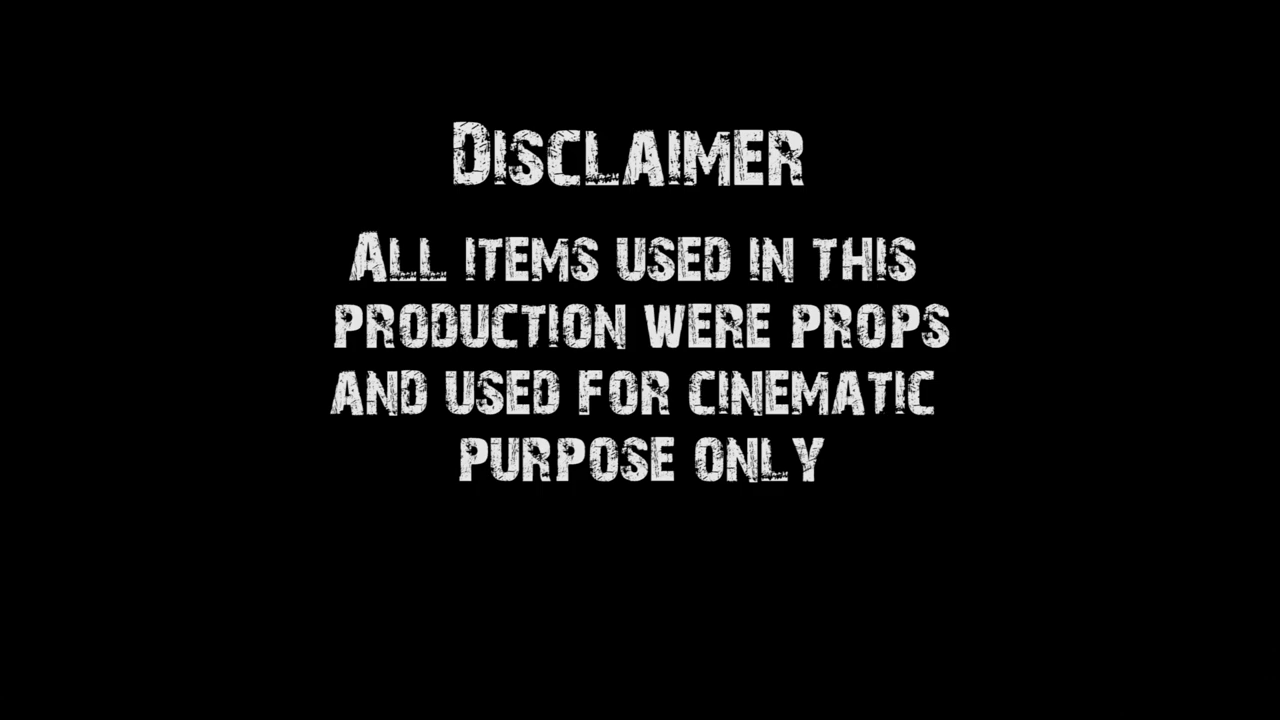 Disclaimer
All items used in this
production were props
and used for cinematic
purpose only